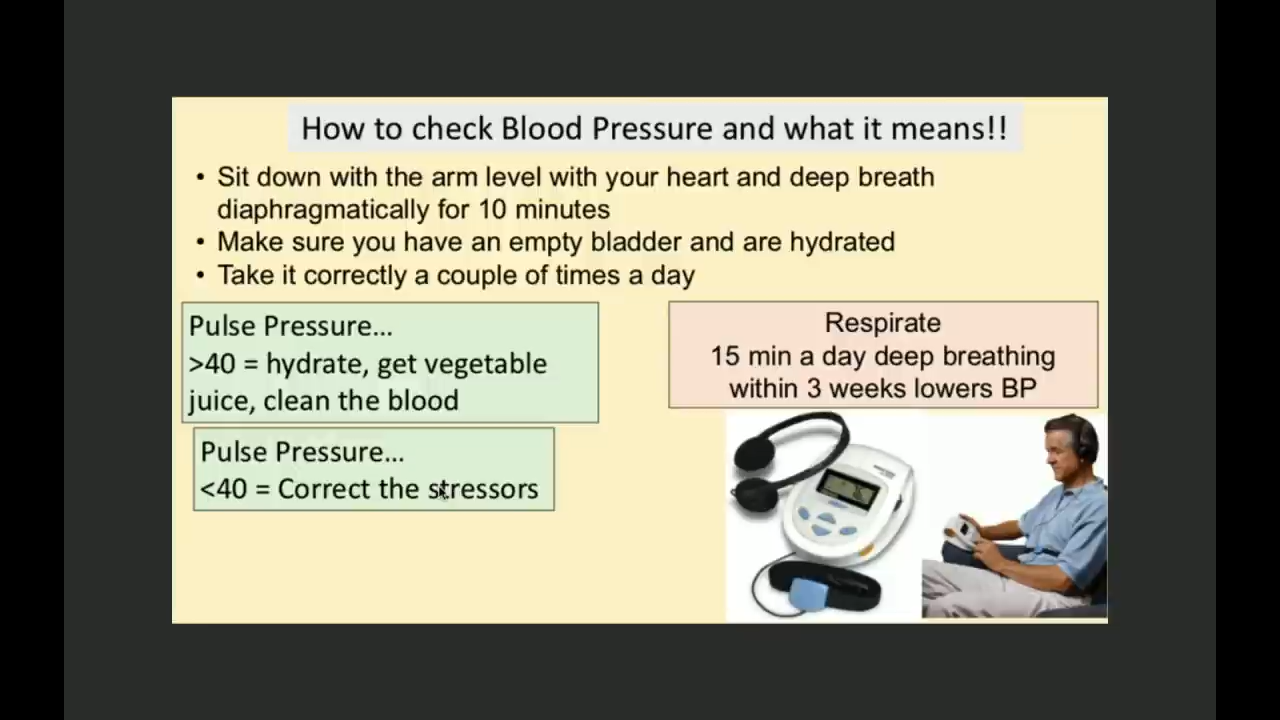 How to check Blood Pressure and what it means!!
• Sit down with the arm level with your heart and deep breath
diaphragmatically for 10 minutes
• Make sure you have an empty bladder and are hydrated
• Take it correctly a couple of times a day
Pulse Pressure...
>40 = hydrate, get vegetable
juice, clean the blood
Pulse Pressure...
<40 = Correct the stressors
Respirate
15 min a day deep breathing
within 3 weeks lowers BP